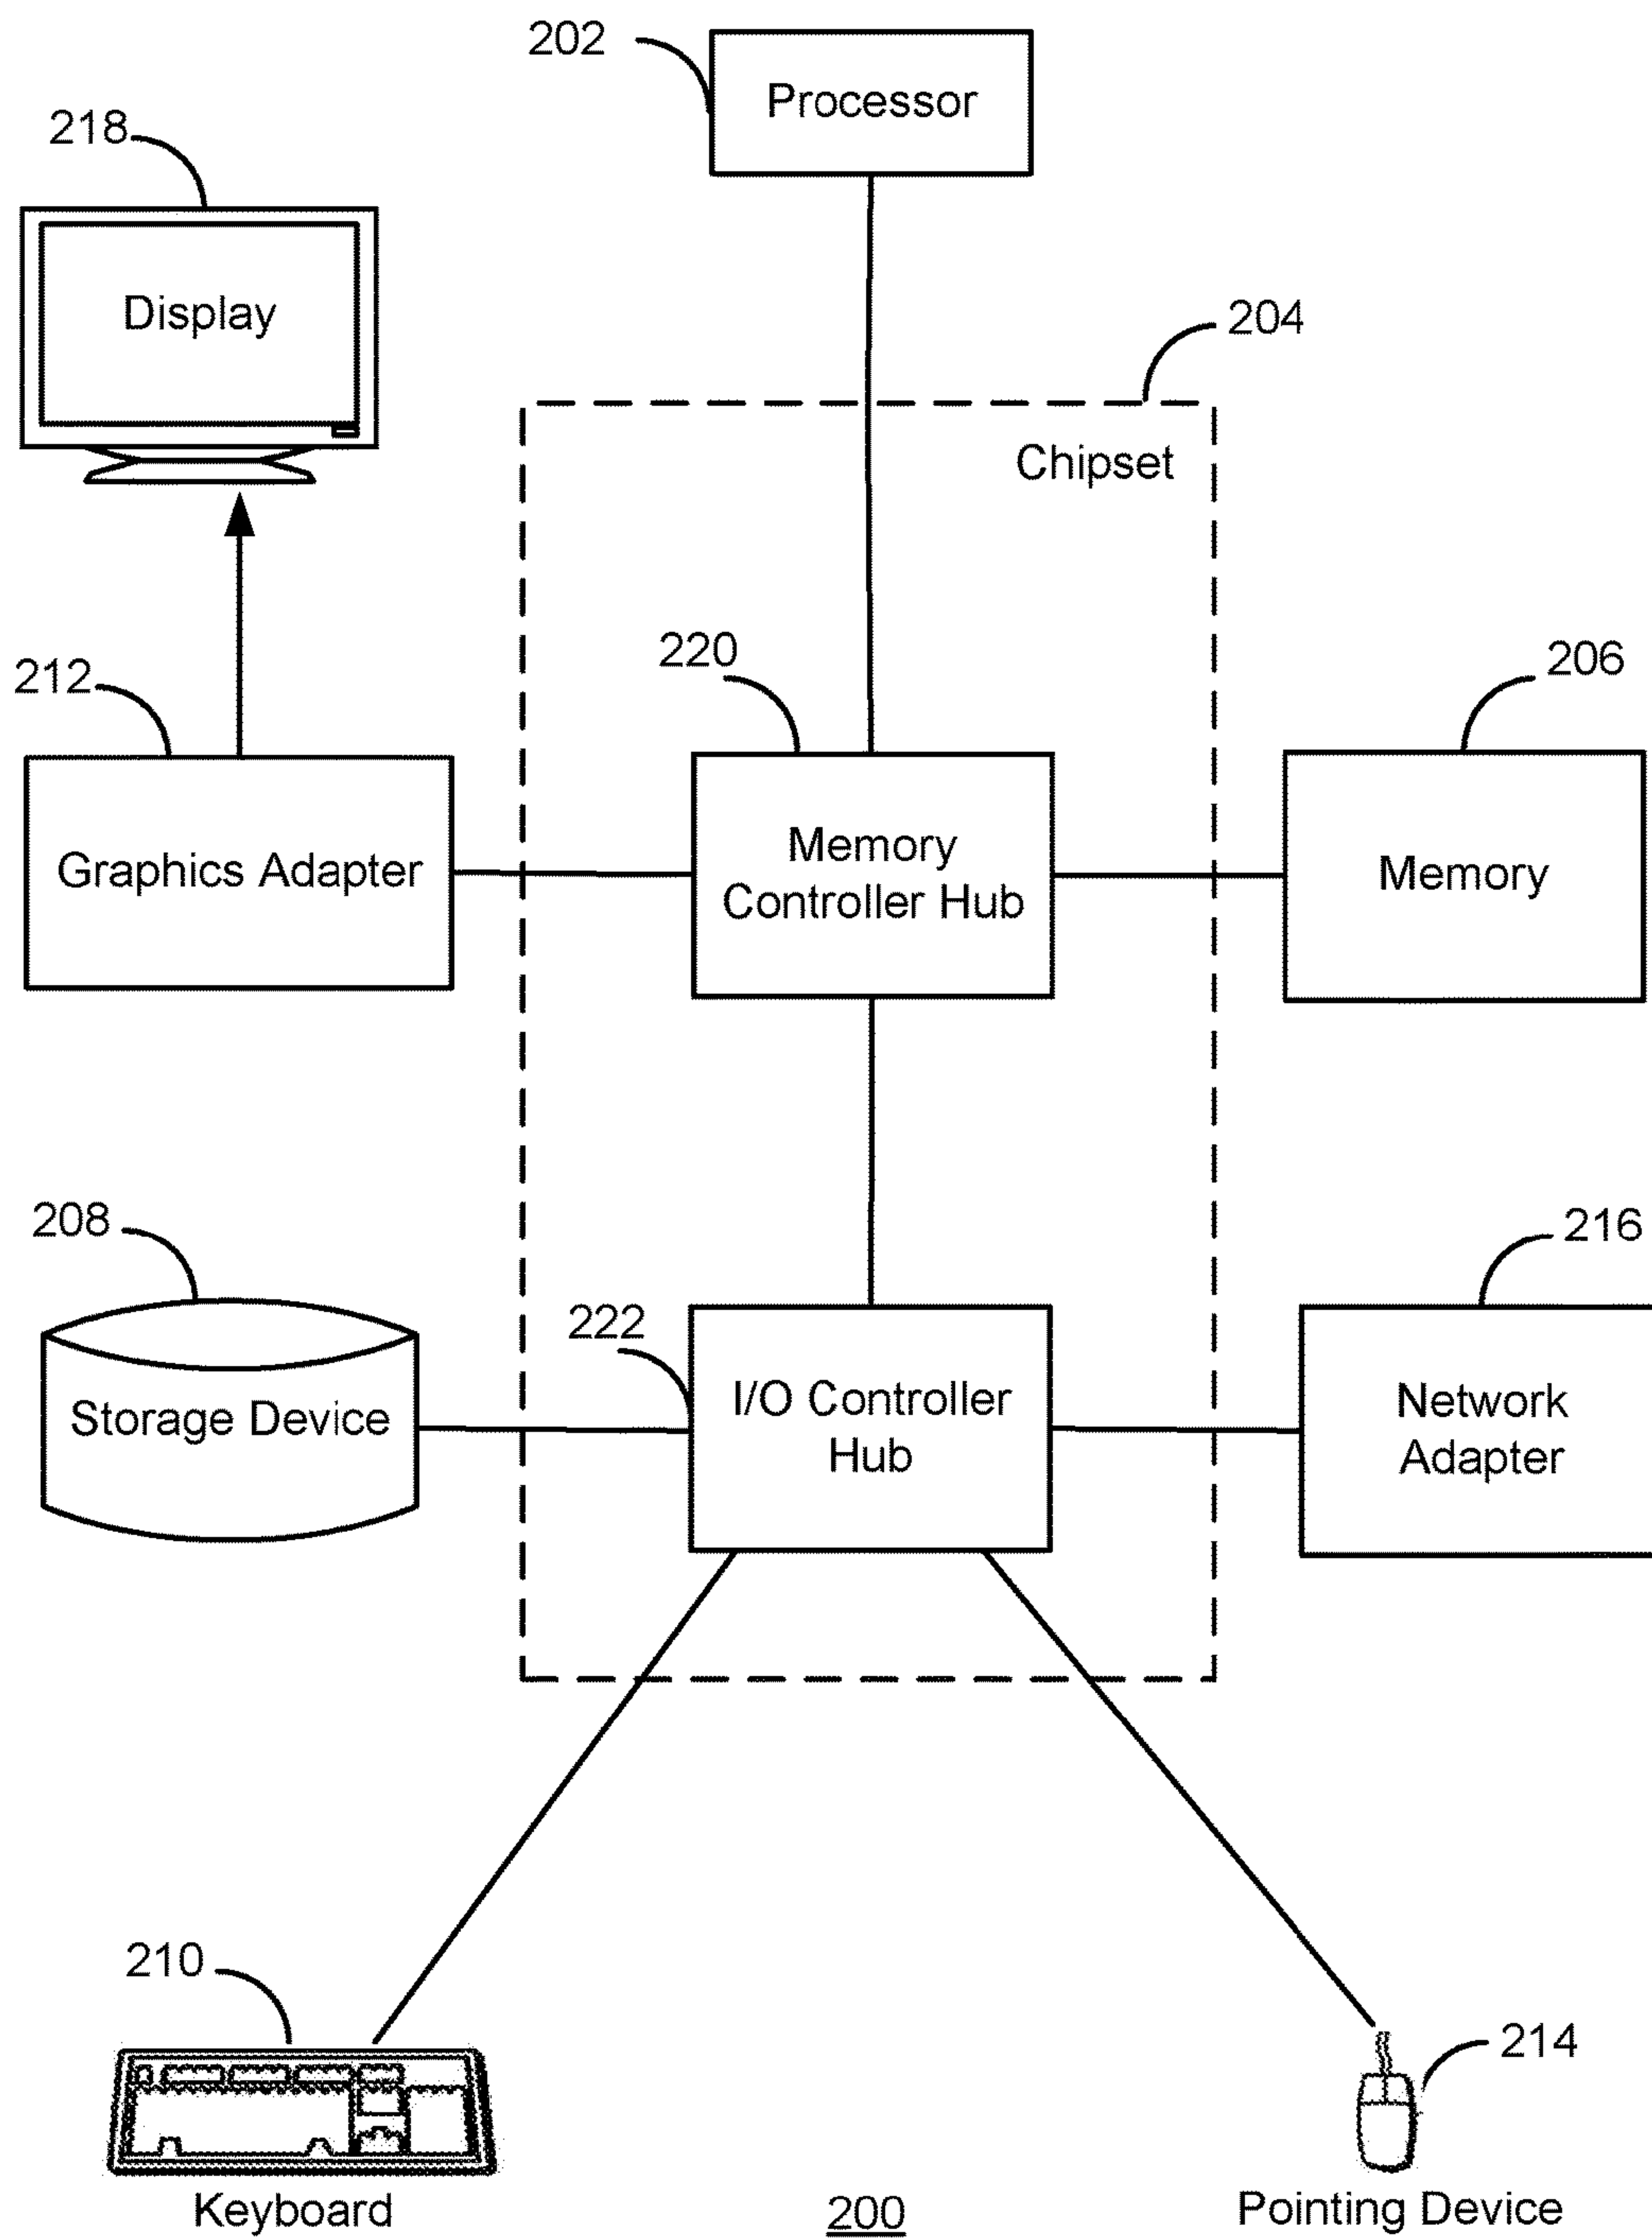 202
Processor
218
Display
204
Chipset
220
206
212
Memory
Controller Hub
Graphics Adapter
Memory
208
216
222
I/O Controller
Hub
Storage Device
Network
Adapter
210
214
Keyboard
200
Pointing Device